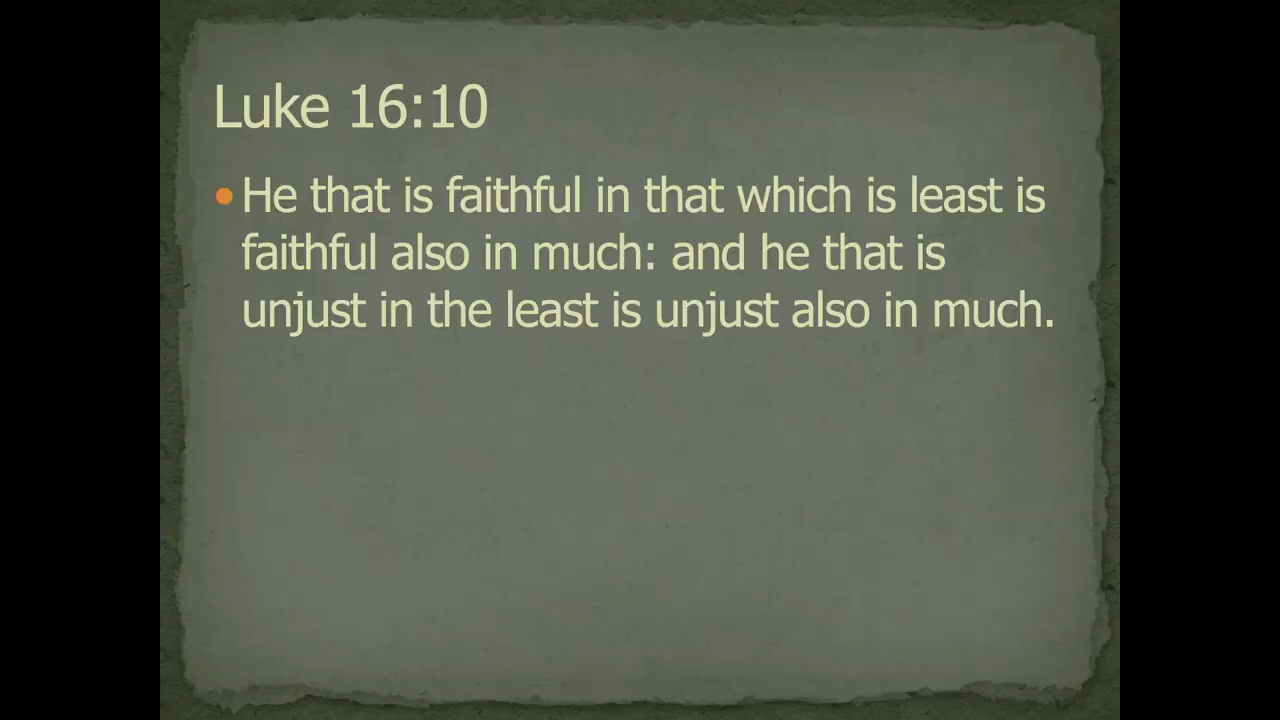 Luke 16:10
• He that is faithful in that which is least is
faithful also in much: and he that is
unjust in the least is unjust also in much.